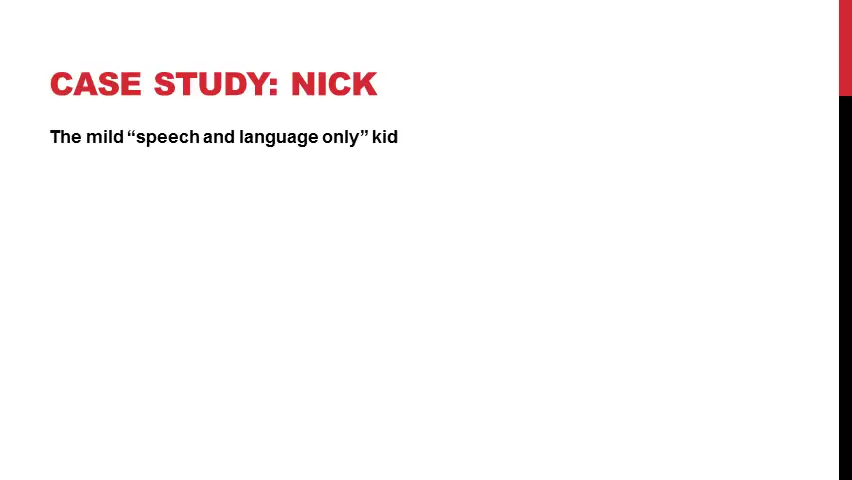 CASE STUDY: NICK
The mild “speech and language only” kid